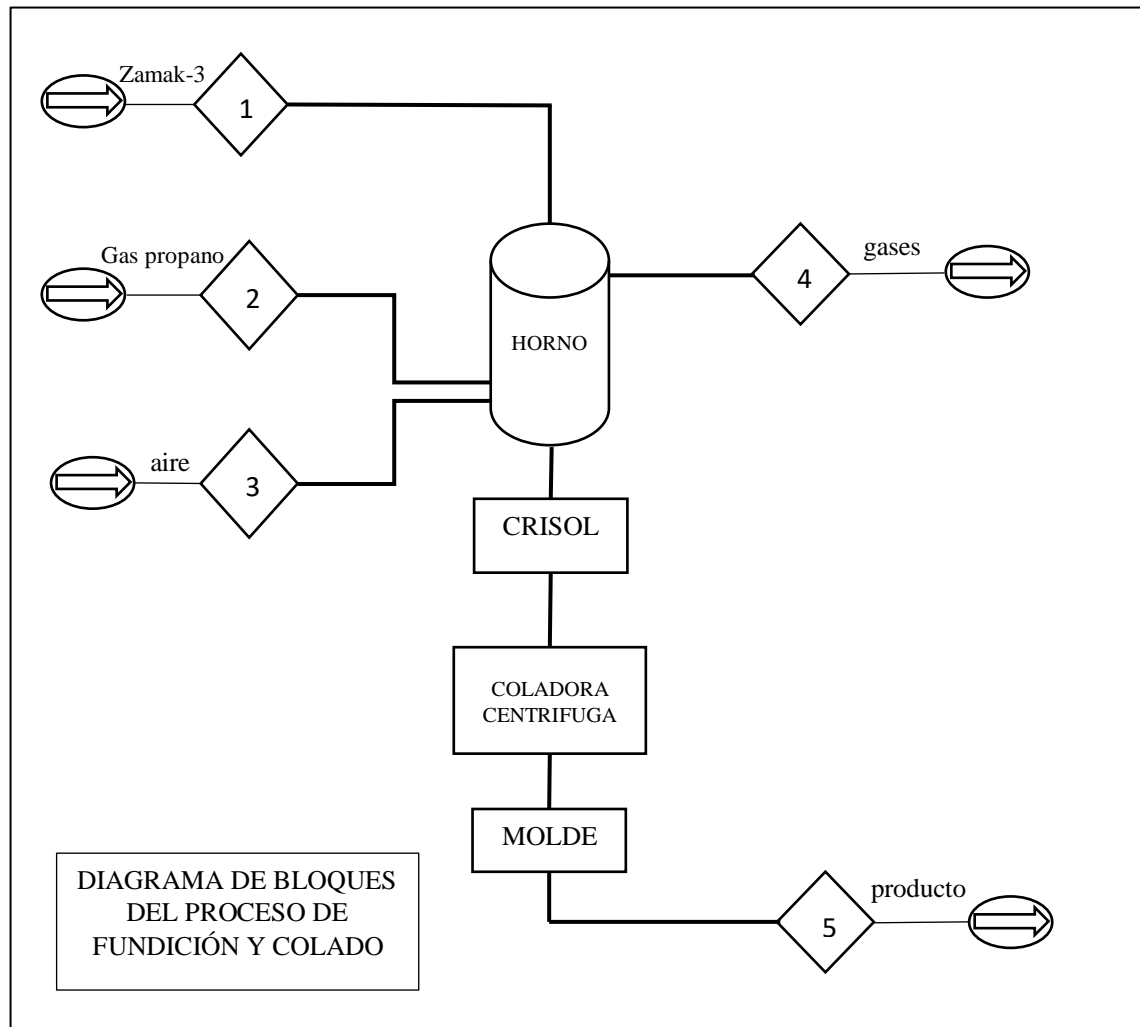 Zamak-3
1
Gas propano
2
gases
4
HORNO
aire
3
CRISOL
COLADORA
CENTRIFUGA
MOLDE
DIAGRAMA DE BLOQUES
DEL PROCESO DE
FUNDICIÓN Y COLADO
producto
5